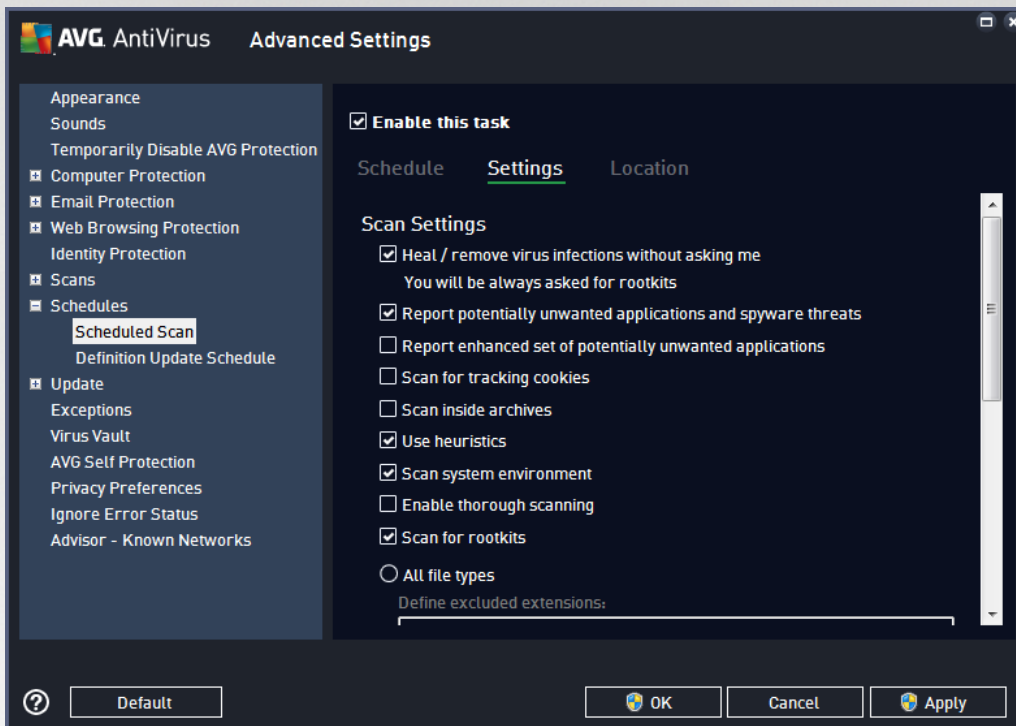 AVG. AntiVirus Advanced Settings
Appearance
Sounds
Temporarily Disable AVG Protection
Computer Protection
Email Protection
Web Browsing Protection
Identity Protection
Scans
Schedules
Scheduled Scan
Definition Update Schedule
Update
Exceptions
Virus Vault
AVG Self Protection
Privacy Preferences
Ignore Error Status
Advisor - Known Networks
Enable this task
Schedule Settings Location
Scan Settings
Heal / remove virus infections without asking me
You will be always asked for rootkits
Report potentially unwanted applications and spyware threats
Report enhanced set of potentially unwanted applications
Scan for tracking cookies
Scan inside archives
Use heuristics
Scan system environment
Enable thorough scanning
Scan for rootkits
All file types
Define excluded extensions:
? Default OK Cancel Apply